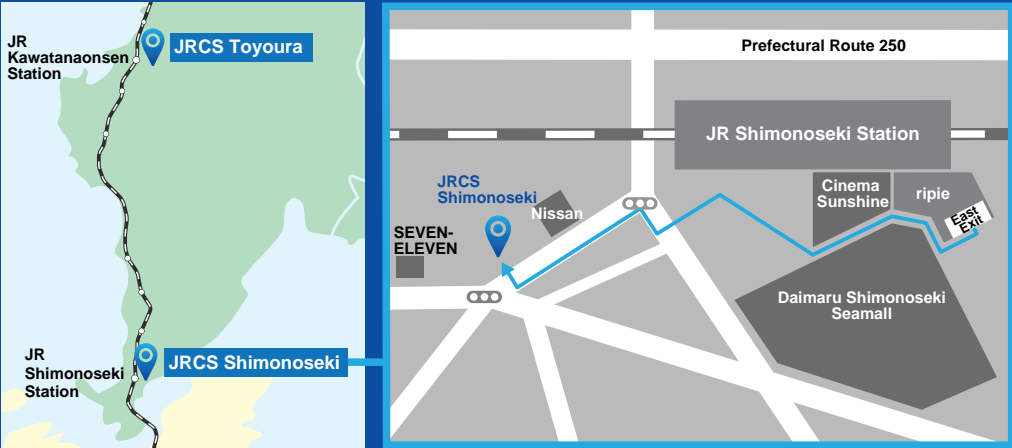 JR
Kawatanaonsen
Station
JRCS Toyoura
JR
Shimonoseki
Station
JRCS Shimonoseki
Prefectural Route 250
JR Shimonoseki Station
JRCS
Shimonoseki
Nissan
SEVEN-
ELEVEN
Cinema
Sunshine
ripie
East
Exit
Daimaru Shimonoseki
Seamall